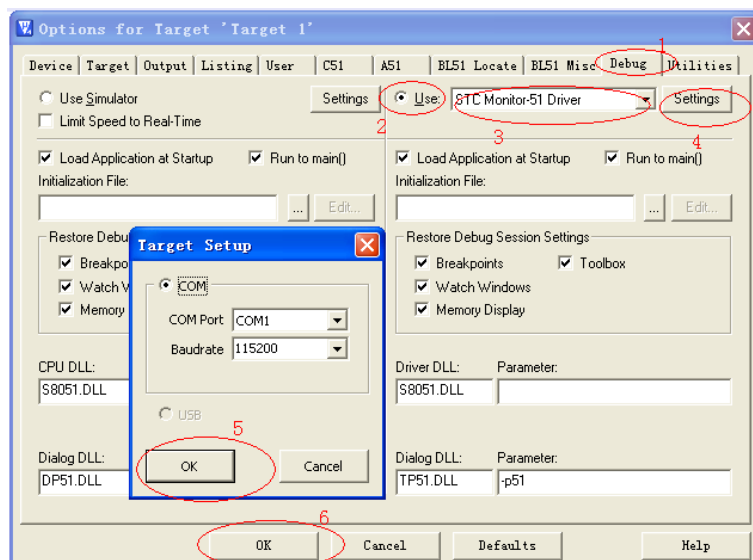 Options for Target 'Target 1'
1
Device Target Output Listing User C51 A51 BL51 Locate BL51 Misc Debug Utilities
Use Simulator Settings Use: STC Monitor-51 Driver Settings
Limit Speed to Real-Time
2 3 4
Load Application at Startup Run to main() Load Application at Startup Run to main()
Initialization File: Initialization File:
... Edit... ... Edit...
Restore Debu Restore Debug Session Settings
Breakpo Breakpoints Toolbox
Watch W Watch Windows
Memory Memory Display
Target Setup
COM
COM Port COM1
Baudrate 115200
USB
5
OK Cancel
CPU DLL: Driver DLL: Parameter:
S8051.DLL S8051.DLL
Dialog DLL: Dialog DLL: Parameter:
DP51.DLL TP51.DLL -p51
6
OK Cancel Defaults Help